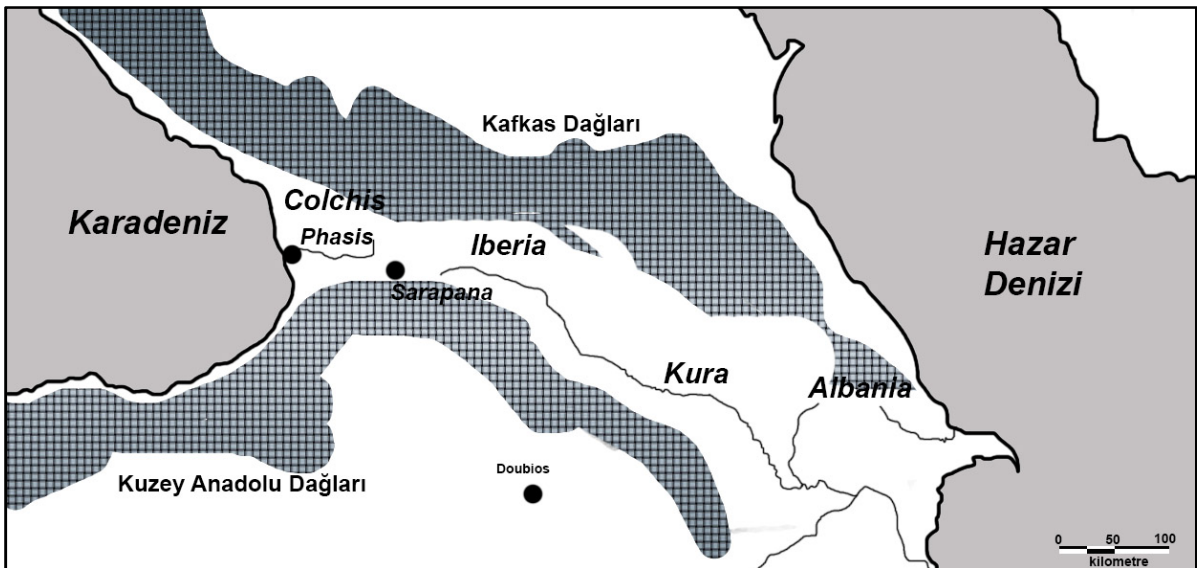 Kafkas Dağları
Colchis
Karadeniz
Phasis
Iberia
Hazar
Denizi
Sarapana
Kura
Albania
Doubios
Kuzey Anadolu Dağları
0 50 100
kilometre